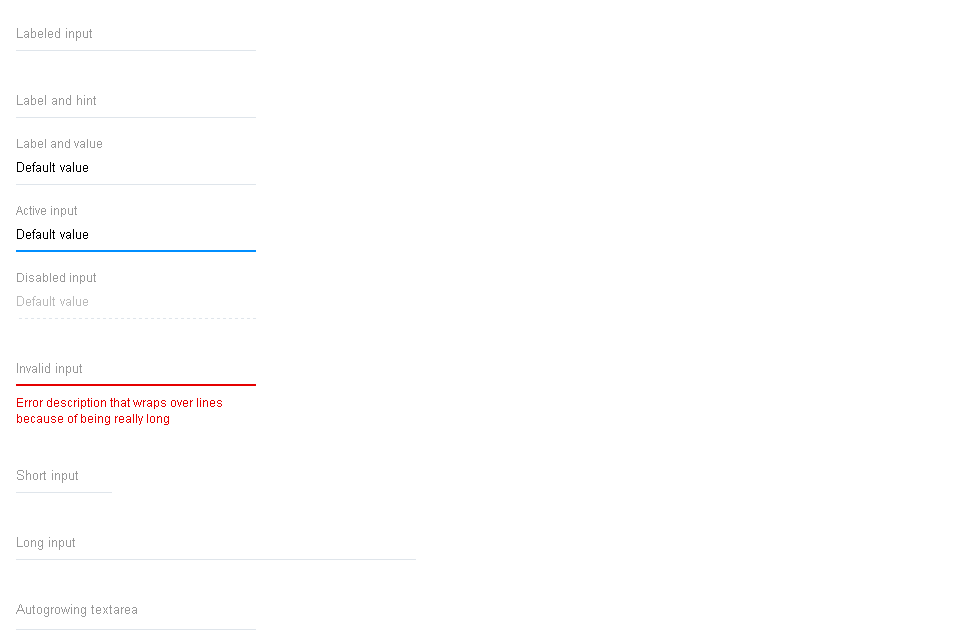 Labeled input
Label and hint
Label and value
Default value
Active input
Default value
Disabled input
Default value
Invalid input
Error description that wraps over lines
because of being really long
Short input
Long input
Autogrowing textarea